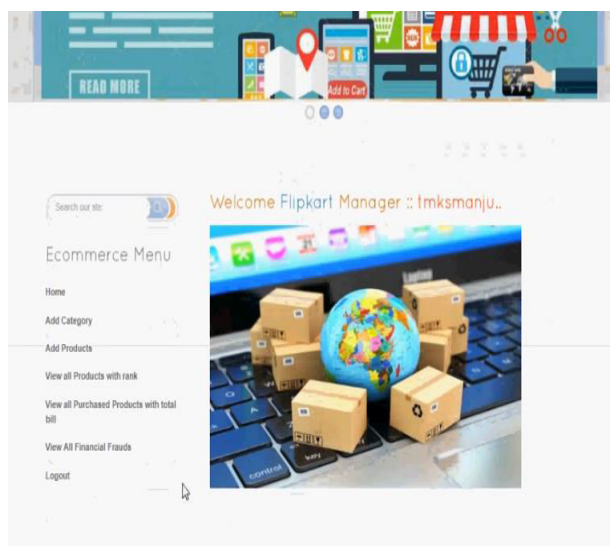 READ MORE
Add to Cart
Search our site:
Welcome Flipkart Manager :: tmksmanju..
Ecommerce Menu
Home
Add Category
Add Products
View all Products with rank
View all Purchased Products with total
bill
View All Financial Frauds
Logout
control